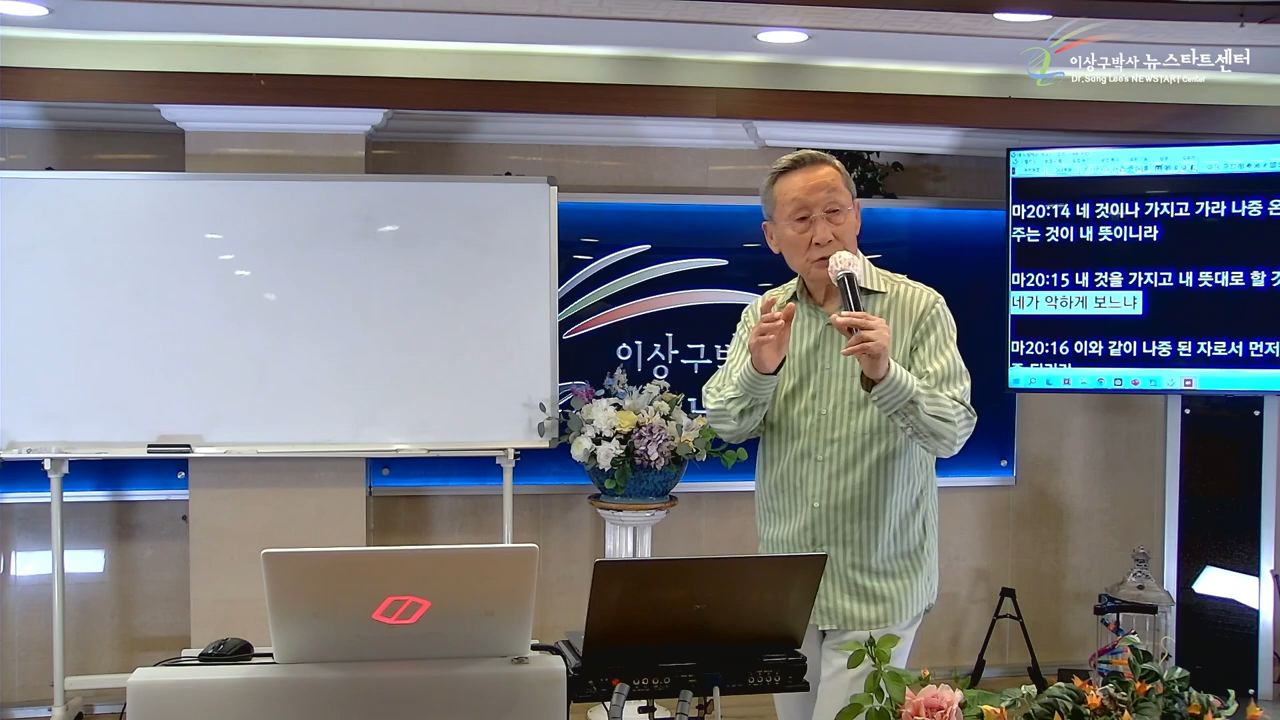 이상구박사 뉴스타트센터
Dr.Sang Lee's NEWSTART Center
마20:14 네 것이나 가지고 가라 나중 온
주는 것이 내 뜻이니라
마20:15 내 것을 가지고 내 뜻대로 할 것
네가 악하게 보느냐
마20:16 이와 같이 나중 된 자로서 먼저
이상구박